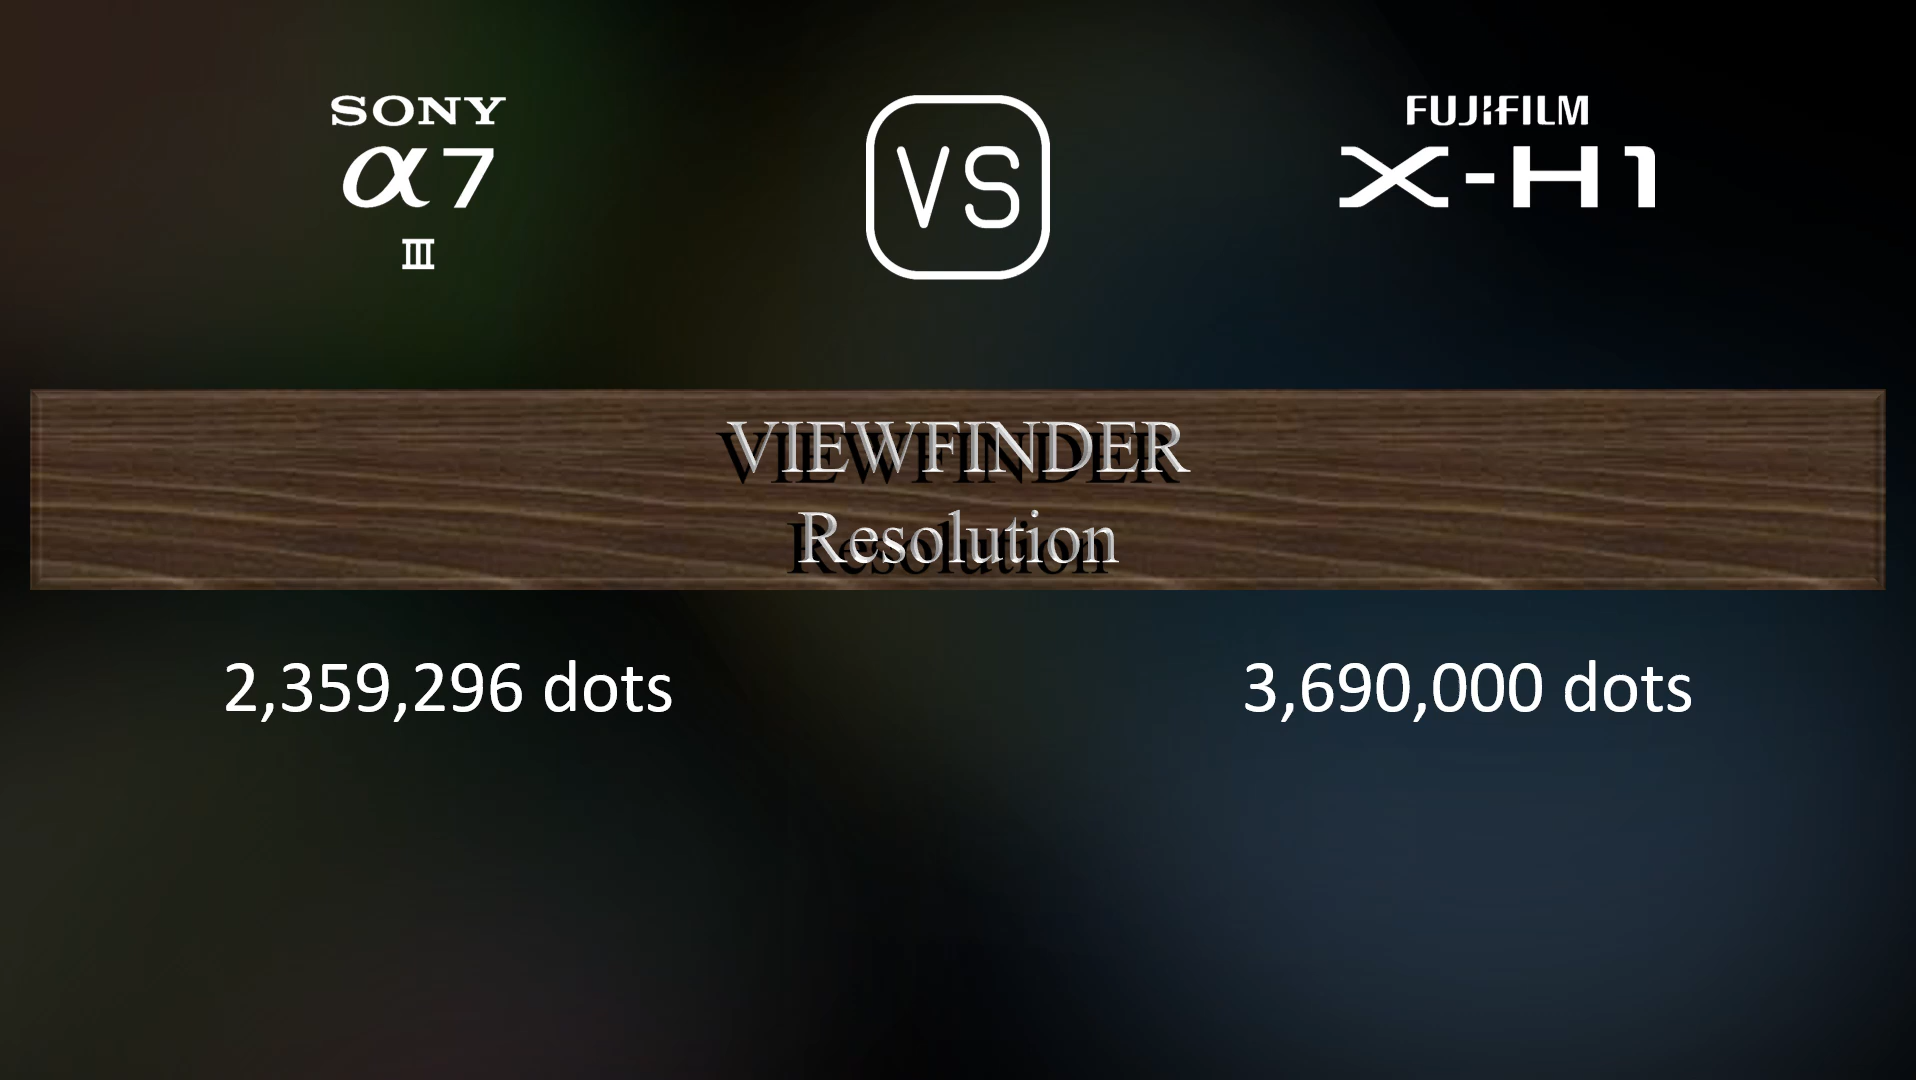 SONY
α7
III
VS
FUJIFILM
X-H1
VIEWFINDER
Resolution
2,359,296 dots
3,690,000 dots